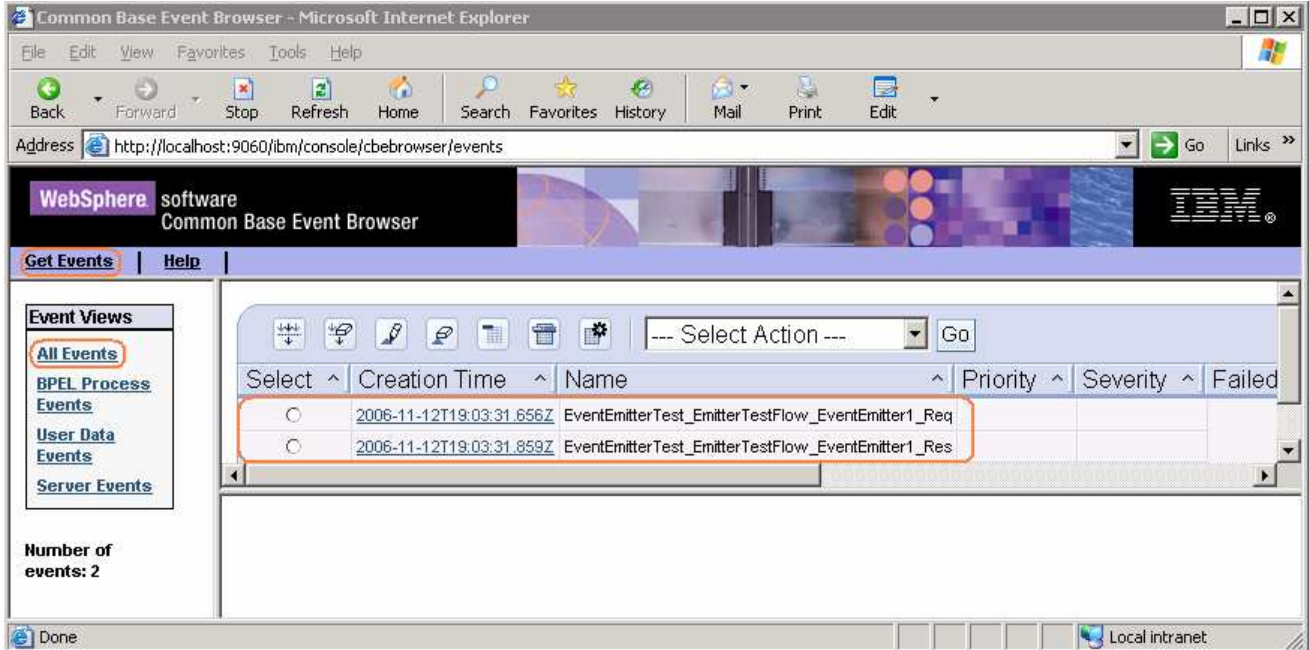 Common Base Event Browser - Microsoft Internet Explorer
File Edit View Favorites Tools Help
Back Forward Stop Refresh Home Search Favorites History Mail Print Edit
Address http://localhost:9060/ibm/console/cbebrowser/events Go Links »
WebSphere. software
Common Base Event Browser
IBM®
Get Events | Help |
Event Views
All Events
BPEL Process
Events
User Data
Events
Server Events
Number of
events: 2
--- Select Action --- Go
Select ^ Creation Time ^ Name ^ Priority ^ Severity ^ Failed
2006-11-12T19:03:31.656Z EventEmitterTest_EmitterTestFlow_EventEmitter1_Req
2006-11-12T19:03:31.859Z EventEmitterTest_EmitterTestFlow_EventEmitter1_Res
Done Local intranet